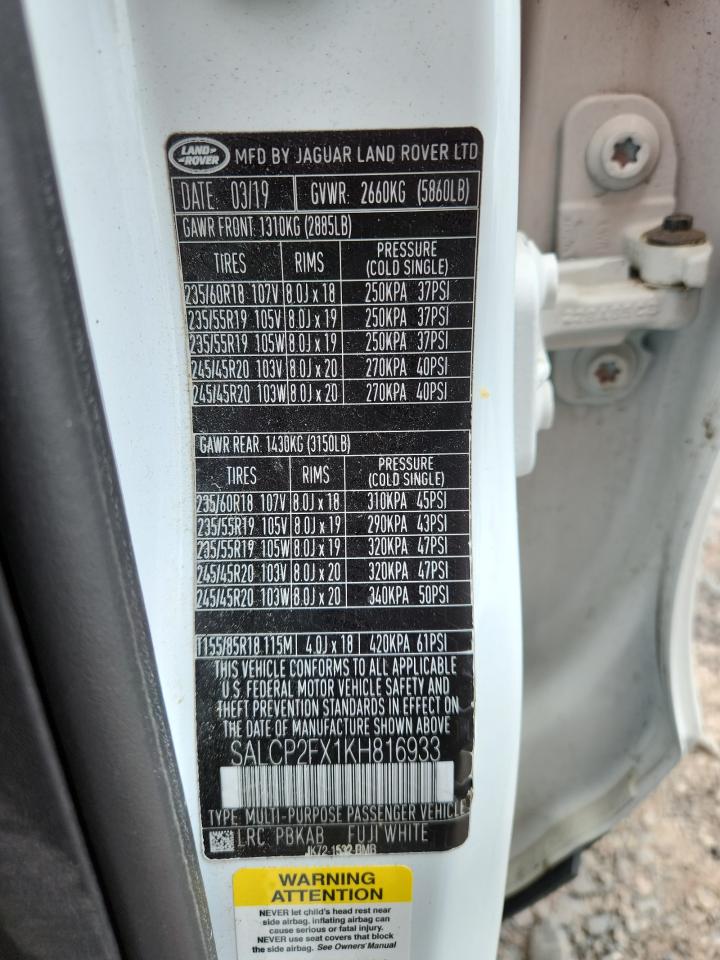 LAND ROVER MFD BY JAGUAR LAND ROVER LTD
DATE 03/19 GVWR: 2660KG (5860LB)
GAWR FRONT: 1310KG (2885LB)
TIRES RIMS PRESSURE (COLD SINGLE)
235/60R18 107V 8.0J x 18 250KPA 37PSI
235/55R19 105V 8.0J x 19 250KPA 37PSI
235/55R19 105W 8.0J x 19 250KPA 37PSI
245/45R20 103V 8.0J x 20 270KPA 40PSI
245/45R20 103W 8.0J x 20 270KPA 40PSI
GAWR REAR: 1430KG (3150LB)
TIRES RIMS PRESSURE (COLD SINGLE)
235/60R18 107V 8.0J x 18 310KPA 45PSI
235/55R19 105V 8.0J x 19 290KPA 43PSI
235/55R19 105W 8.0J x 19 320KPA 47PSI
245/45R20 103V 8.0J x 20 320KPA 47PSI
245/45R20 103W 8.0J x 20 340KPA 50PSI
T155/85R18 115M 4.0J x 18 420KPA 61PSI
THIS VEHICLE CONFORMS TO ALL APPLICABLE
U.S. FEDERAL MOTOR VEHICLE SAFETY AND
THEFT PREVENTION STANDARDS IN EFFECT ON
THE DATE OF MANUFACTURE SHOWN ABOVE
SALCP2FX1KH816933
TYPE: MULTI-PURPOSE PASSENGER VEHICLE
LRC PBKAB FUJI WHITE
JK72-1532-BMB
WARNING
ATTENTION
NEVER let child's head rest near
side airbag, inflating airbag can
cause serious or fatal injury.
NEVER use seat covers that block
the side airbag. See Owners' Manual